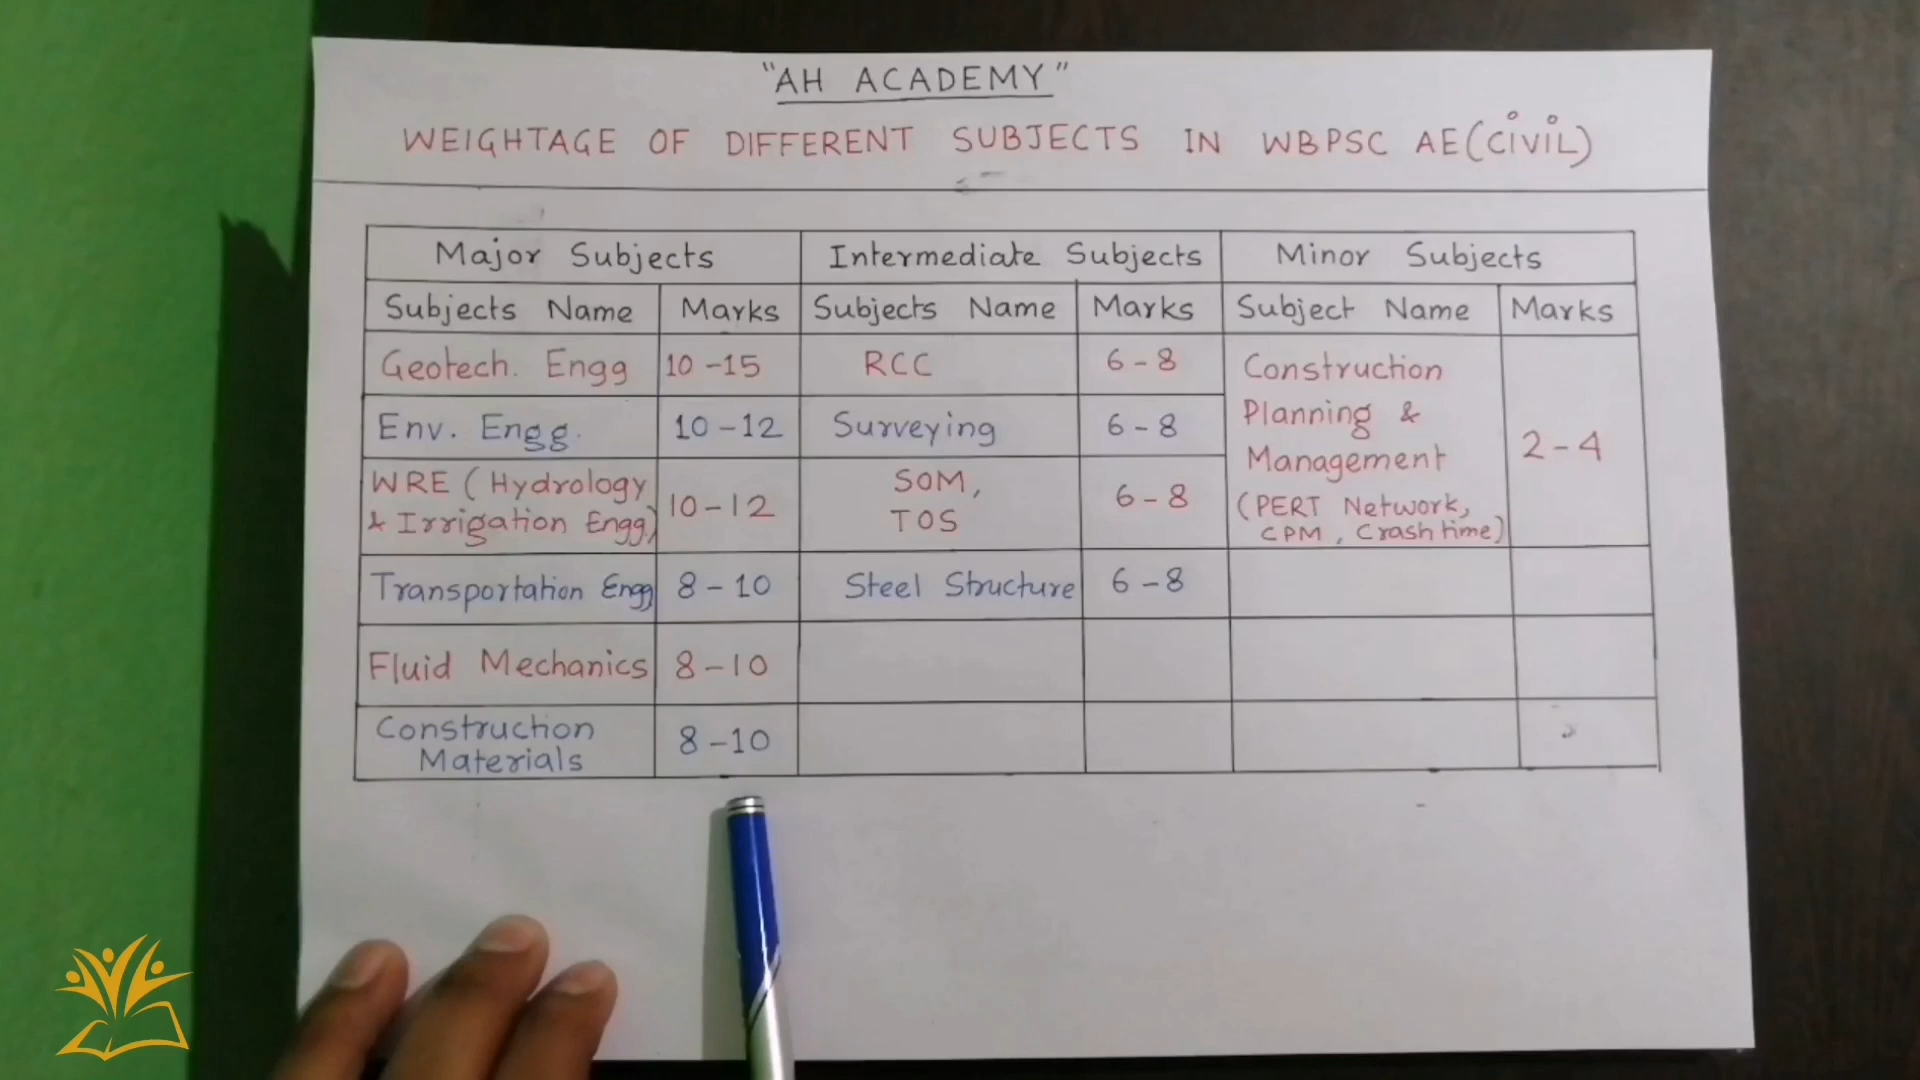 "AH ACADEMY"
WEIGHTAGE OF DIFFERENT SUBJECTS IN WBPSC AE(CIVIL)
Major Subjects Intermediate Subjects Minor Subjects
Subjects Name Marks Subjects Name Marks Subject Name Marks
Geotech. Engg 10-15 RCC 6-8 Construction
Planning &
Management
(PERT Network,
CPM, Crash time) 2-4
Env. Engg. 10-12 Surveying 6-8
WRE (Hydrology
& Irrigation Engg) 10-12 SOM,
TOS 6-8
Transportation Engg 8-10 Steel Structure 6-8
Fluid Mechanics 8-10
Construction
Materials 8-10